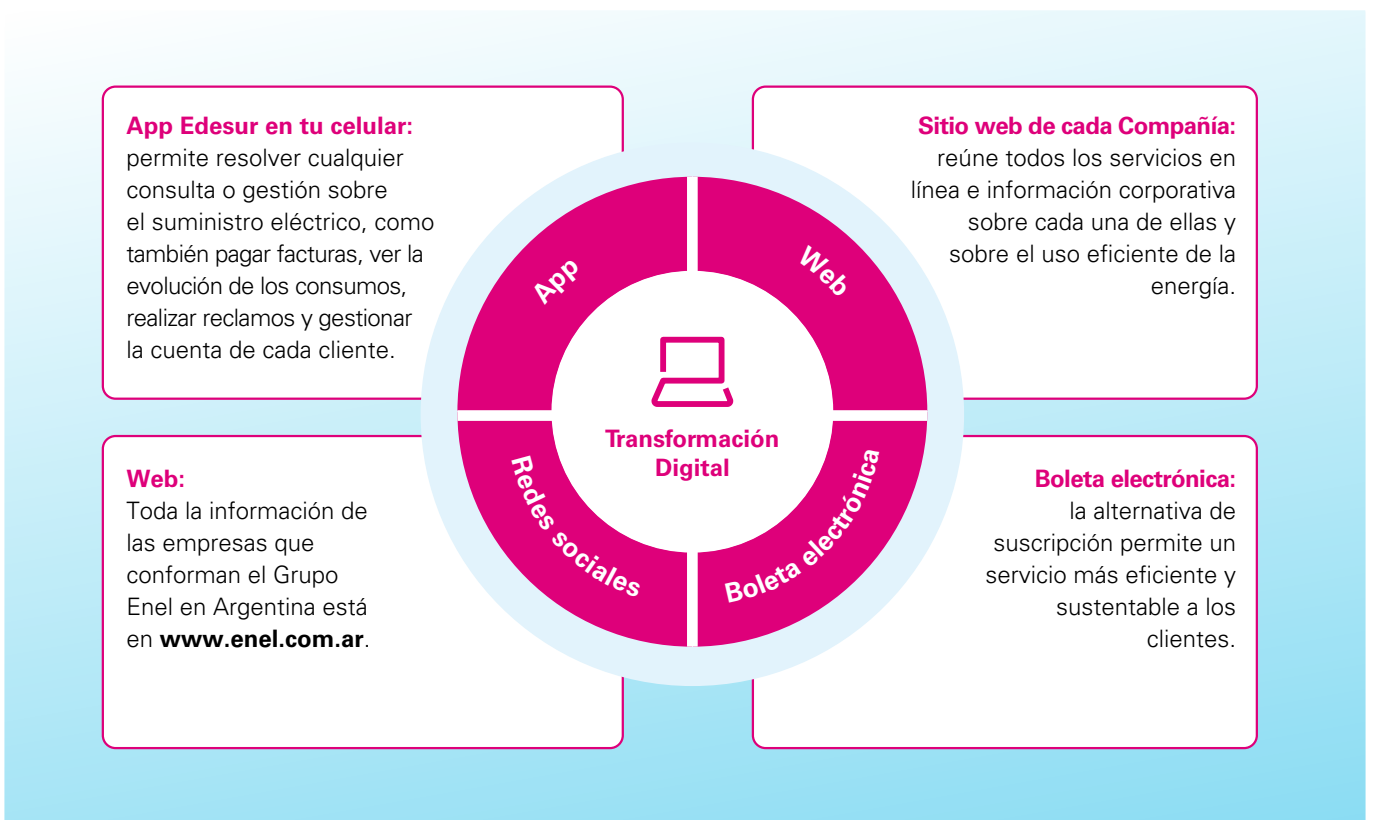 App Edesur en tu celular:
permite resolver cualquier
consulta o gestión sobre
el suministro eléctrico, como
también pagar facturas, ver la
evolución de los consumos,
realizar reclamos y gestionar
la cuenta de cada cliente.
Sitio web de cada Compañía:
reúne todos los servicios en
línea e información corporativa
sobre cada una de ellas y
sobre el uso eficiente de la
energía.
App
Web
Transformación
Digital
Redes sociales
Boleta electrónica
Web:
Toda la información de
las empresas que
conforman el Grupo
Enel en Argentina está
en www.enel.com.ar.
Boleta electrónica:
la alternativa de
suscripción permite un
servicio más eficiente y
sustentable a los
clientes.